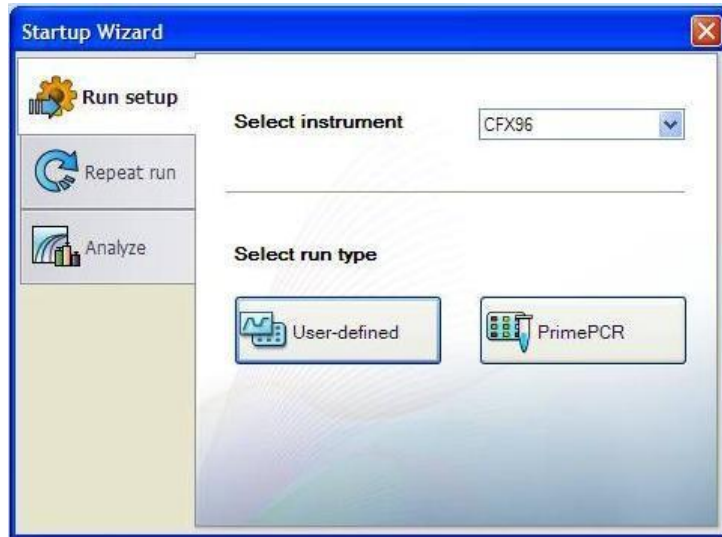 Startup Wizard
Run setup
Select instrument
CFX96
Repeat run
Analyze
Select run type
User-defined
PrimePCR